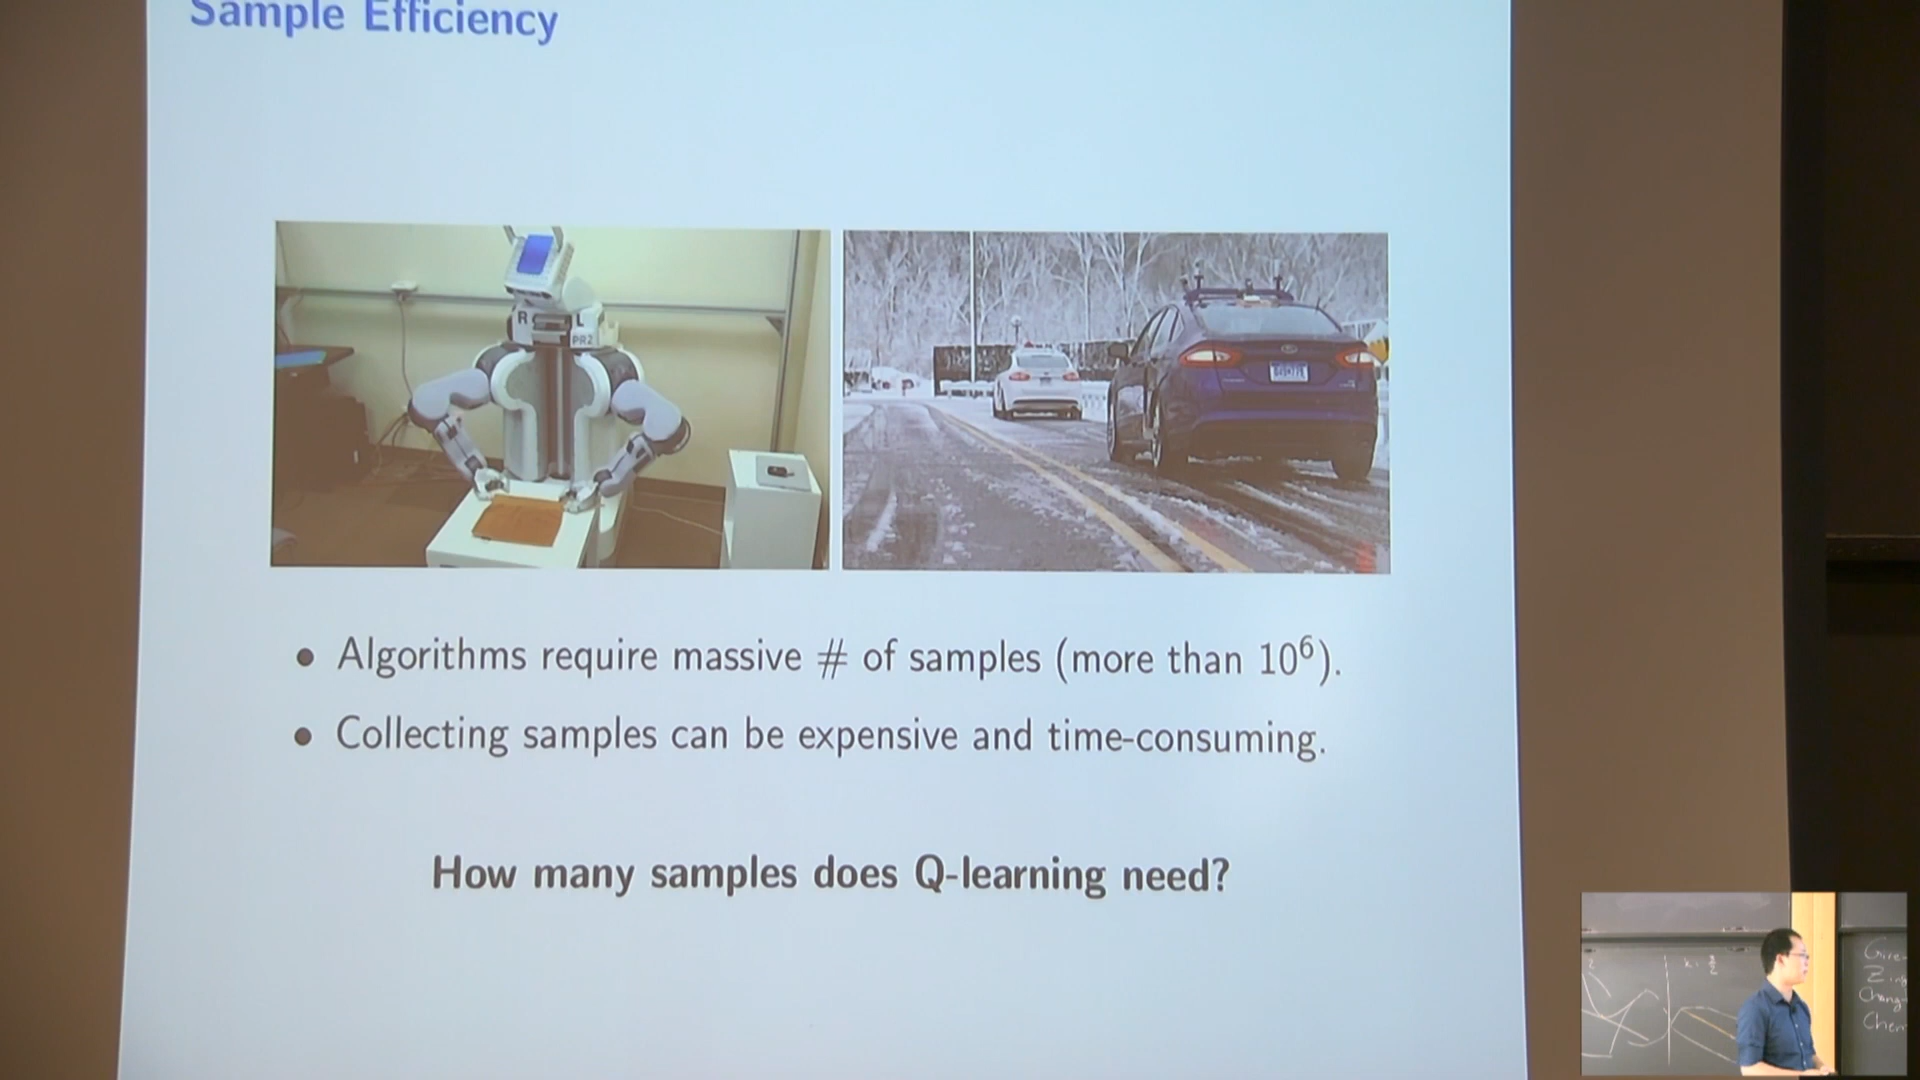 Sample Efficiency
R L
PR2
• Algorithms require massive # of samples (more than 10⁶).
• Collecting samples can be expensive and time-consuming.
How many samples does Q-learning need?